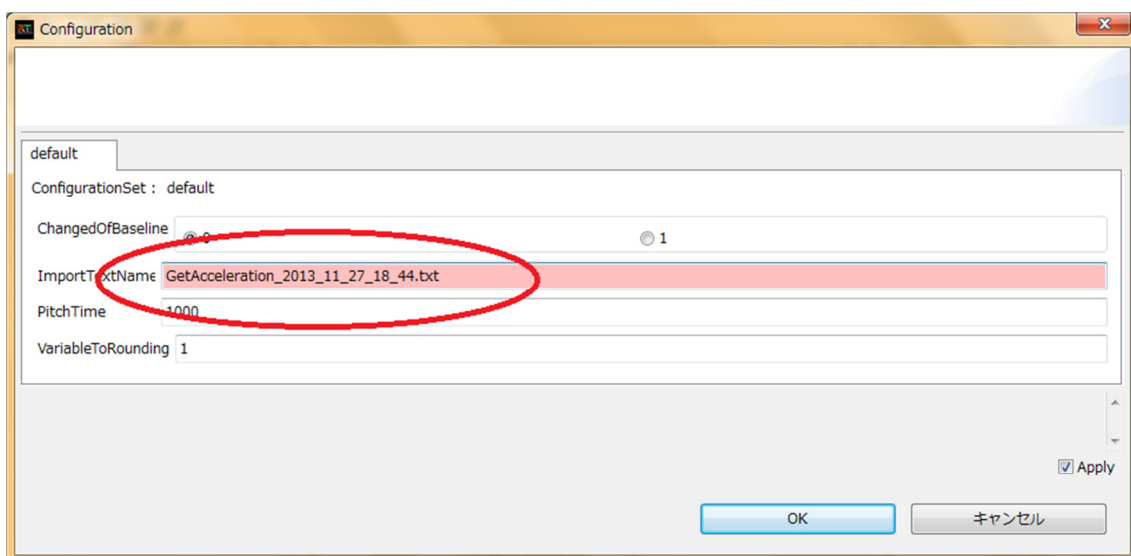 Configuration
default
ConfigurationSet : default
ChangedOfBaseline 0 1
ImportTextName GetAcceleration_2013_11_27_18_44.txt
PitchTime 1000
VariableToRounding 1
Apply
OK キャンセル